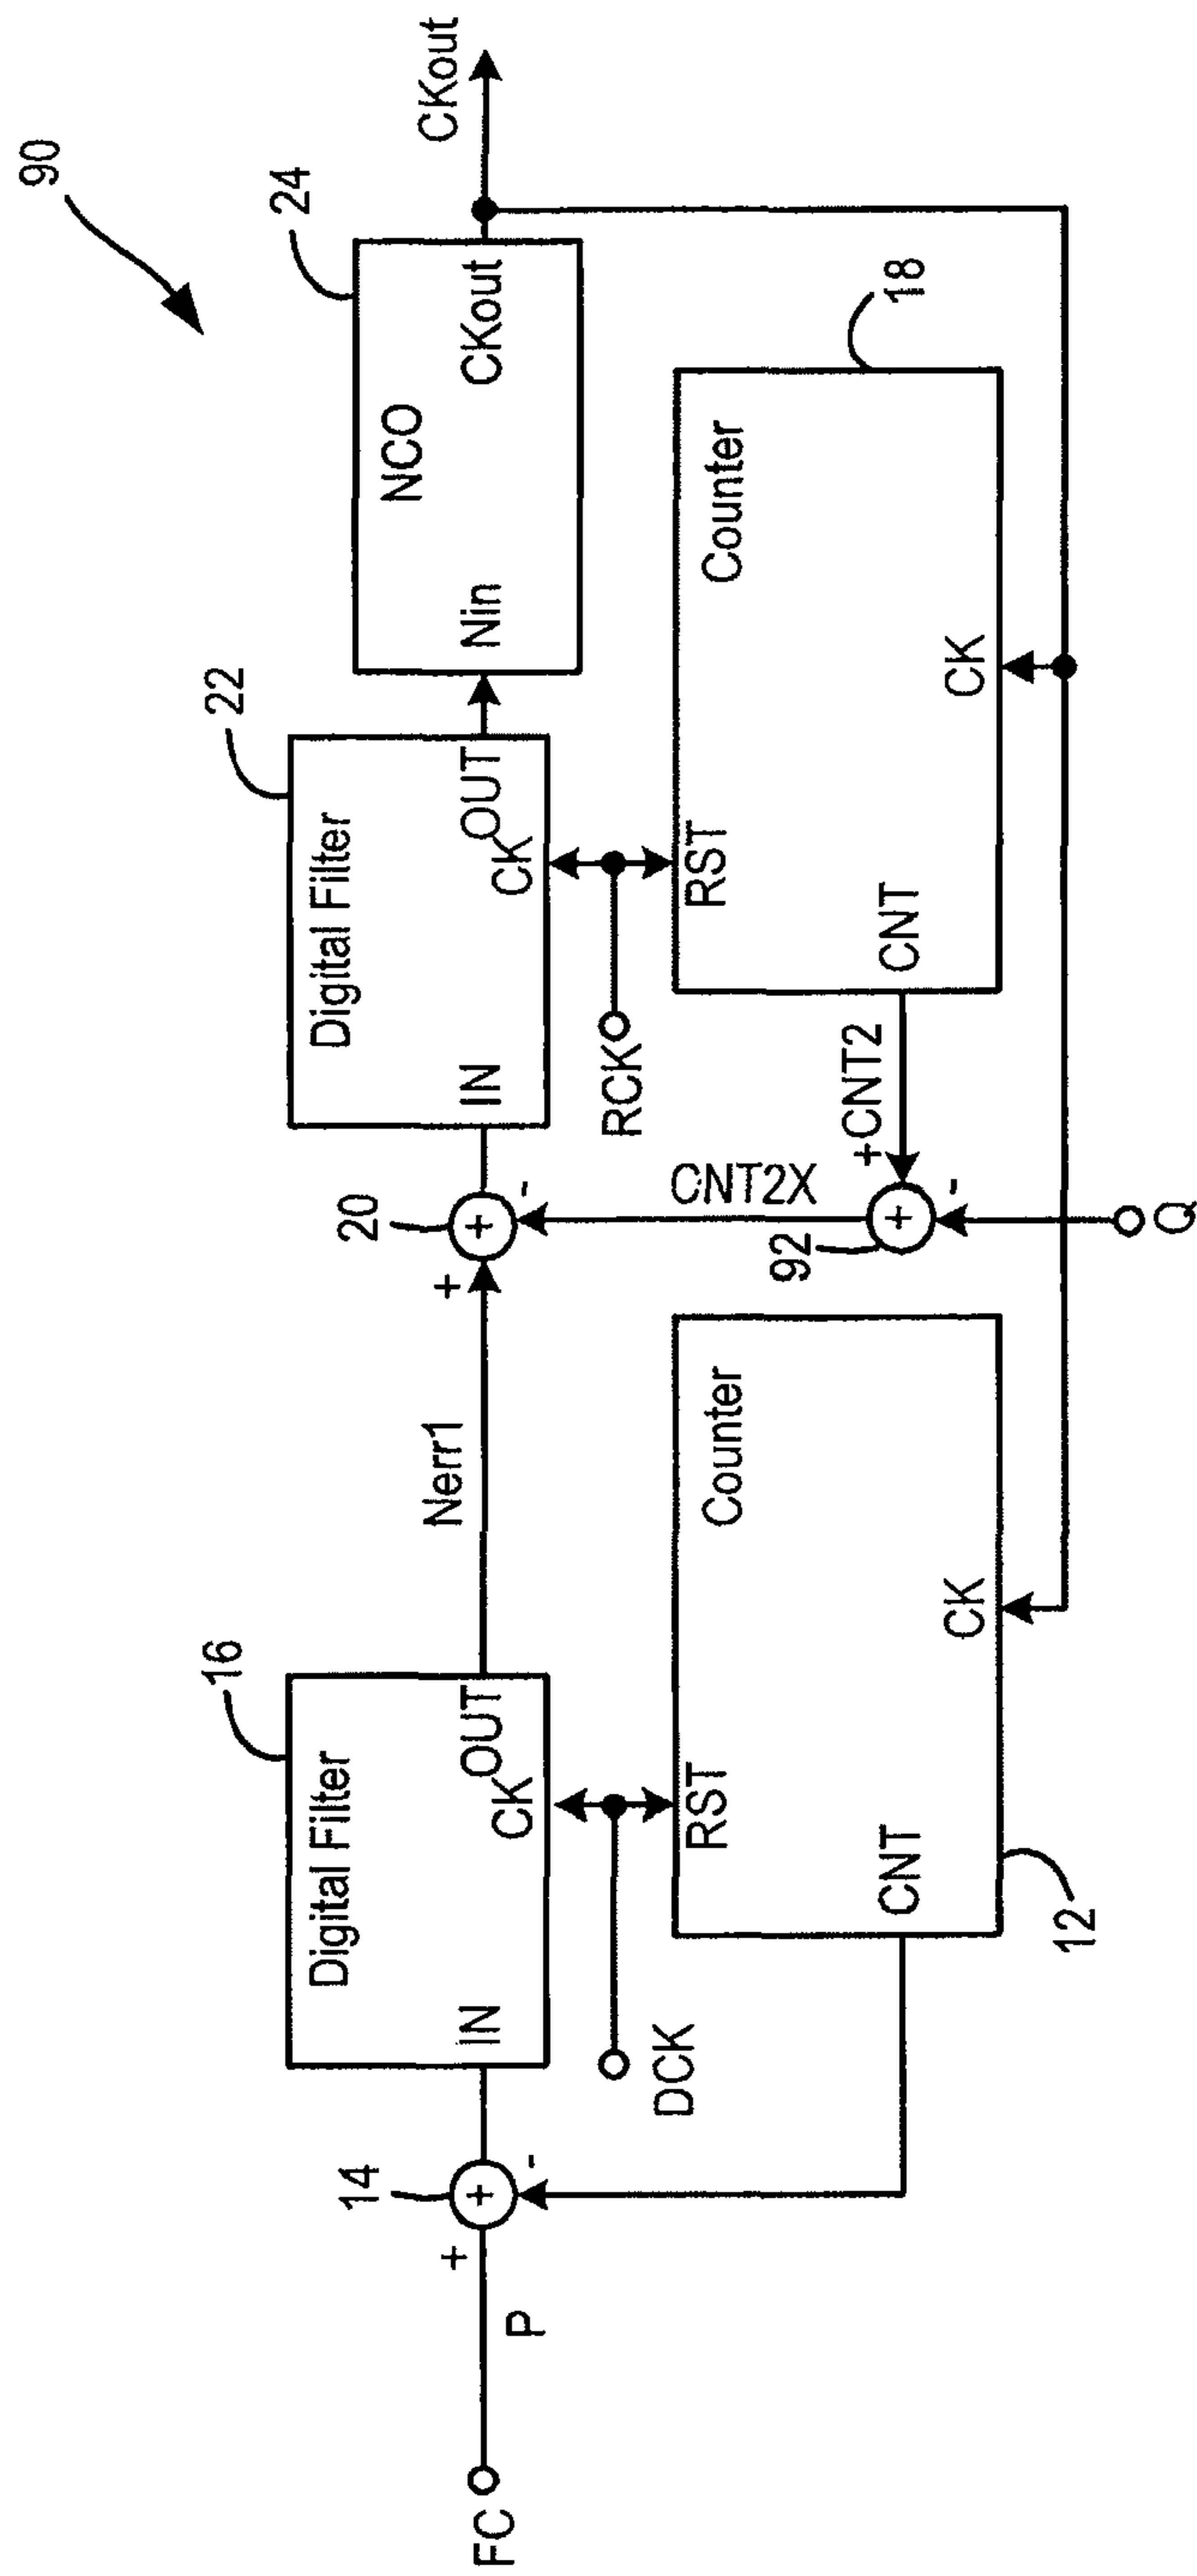 90
16
22
24
Digital Filter
IN
OUT
CK
Digital Filter
IN
OUT
CK
NCO
Nin
CKout
CKout
FC
P
+
14
+
-
Nerr1
+
20
+
-
DCK
RCK
CNT2X
+CNT2
+
92
-
Q
Counter
RST
CNT
CK
12
Counter
RST
CNT
CK
18